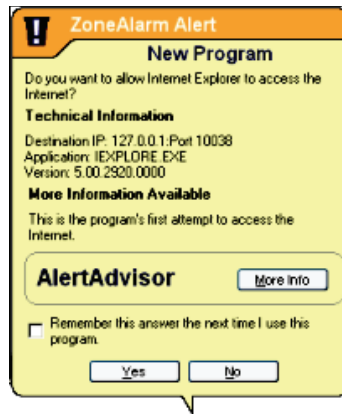 ZoneAlarm Alert
New Program
Do you want to allow Internet Explorer to access the
Internet?
Technical Information
Destination IP: 127.0.0.1:Port 10038
Application: IEXPLORE.EXE
Version: 5.00.2920.0000
More Information Available
This is the program's first attempt to access the
Internet.
AlertAdvisor
More Info
Remember this answer the next time I use this
program.
Yes No